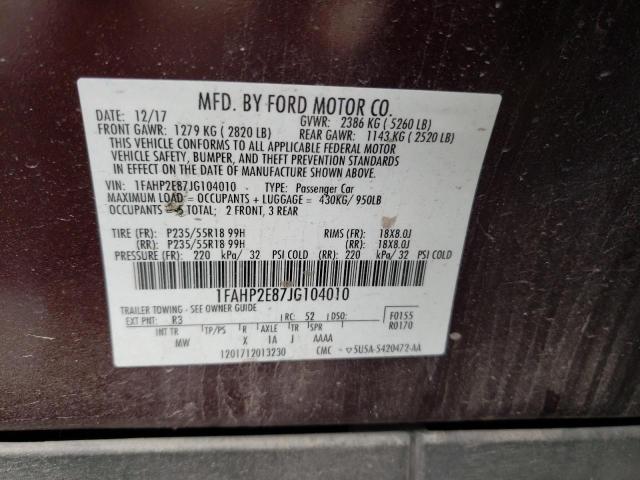 MFD. BY FORD MOTOR CO.
DATE: 12/17 GVWR: 2386 KG ( 5260 LB)
FRONT GAWR: 1279 KG ( 2820 LB) REAR GAWR: 1143 KG ( 2520 LB)
THIS VEHICLE CONFORMS TO ALL APPLICABLE FEDERAL MOTOR
VEHICLE SAFETY, BUMPER, AND THEFT PREVENTION STANDARDS
IN EFFECT ON THE DATE OF MANUFACTURE SHOWN ABOVE.
VIN: 1FAHP2E87JG104010 TYPE: Passenger Car
MAXIMUM LOAD = OCCUPANTS + LUGGAGE = 430KG/ 950LB
OCCUPANTS = 5 TOTAL; 2 FRONT, 3 REAR
TIRE (FR): P235/55R18 99H RIMS (FR): 18X8.0J
(RR): P235/55R18 99H (RR): 18X8.0J
PRESSURE (FR): 220 kPa/ 32 PSI COLD (RR): 220 kPa/ 32 PSI COLD
1FAHP2E87JG104010
TRAILER TOWING - SEE OWNER GUIDE
EXT PNT: R3 RC: 52 DSO: F0155
INT TR TP/PS R AXLE TR SPR R0170
MW X IA J AAAA
1201712013230 CMC 5U5A-5420472-AA